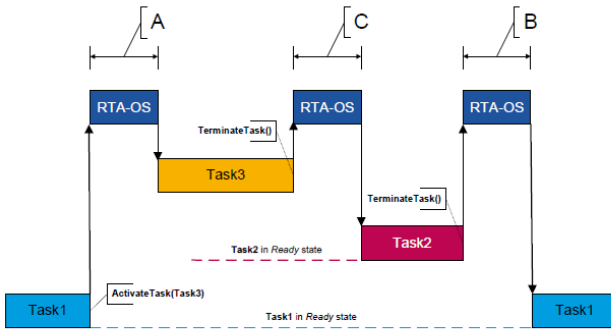 A
C
B
RTA-OS
RTA-OS
RTA-OS
TerminateTask()
Task3
TerminateTask()
Task2 in Ready state
Task2
Task1
ActivateTask(Task3)
Task1 in Ready state
Task1